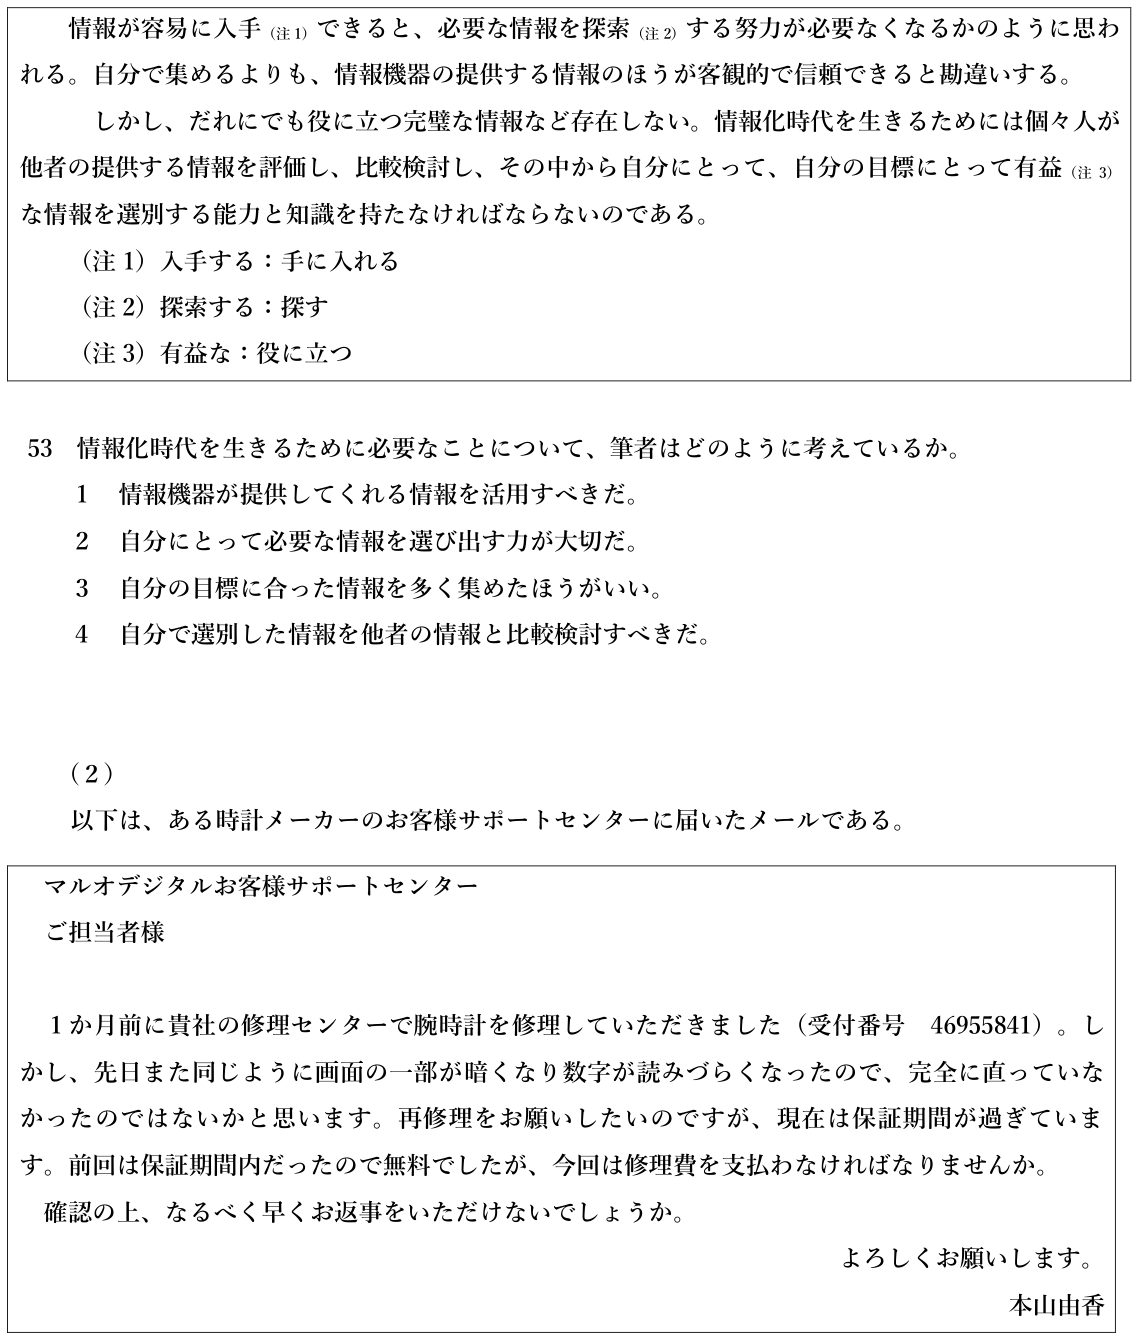 情報が容易に入手（注1）できると、必要な情報を探索（注2）する努力が必要なくなるかのように思わ
れる。自分で集めるよりも、情報機器の提供する情報のほうが客観的で信頼できると勘違いする。
しかし、だれにでも役に立つ完璧な情報など存在しない。情報化時代を生きるためには個々人が
他者の提供する情報を評価し、比較検討し、その中から自分にとって、自分の目標にとって有益（注 3）
な情報を選別する能力と知識を持たなければならないのである。
（注 1）入手する：手に入れる
（注 2）探索する：探す
（注 3）有益な：役に立つ
53 情報化時代を生きるために必要なことについて、筆者はどのように考えているか。
1 情報機器が提供してくれる情報を活用すべきだ。
2 自分にとって必要な情報を選び出す力が大切だ。
3 自分の目標に合った情報を多く集めたほうがいい。
4 自分で選別した情報を他者の情報と比較検討すべきだ。
（2）
以下は、ある時計メーカーのお客様サポートセンターに届いたメールである。
マルオデジタルお客様サポートセンター
ご担当者様
1か月前に貴社の修理センターで腕時計を修理していただきました（受付番号　46955841）。し
かし、先日また同じように画面の一部が暗くなり数字が読みづらくなったので、完全に直っていな
かったのではないかと思います。再修理をお願いしたいのですが、現在は保証期間が過ぎていま
す。前回は保証期間内だったので無料でしたが、今回は修理費を支払わなければなりませんか。
確認の上、なるべく早くお返事をいただけないでしょうか。
よろしくお願いします。
本山由香